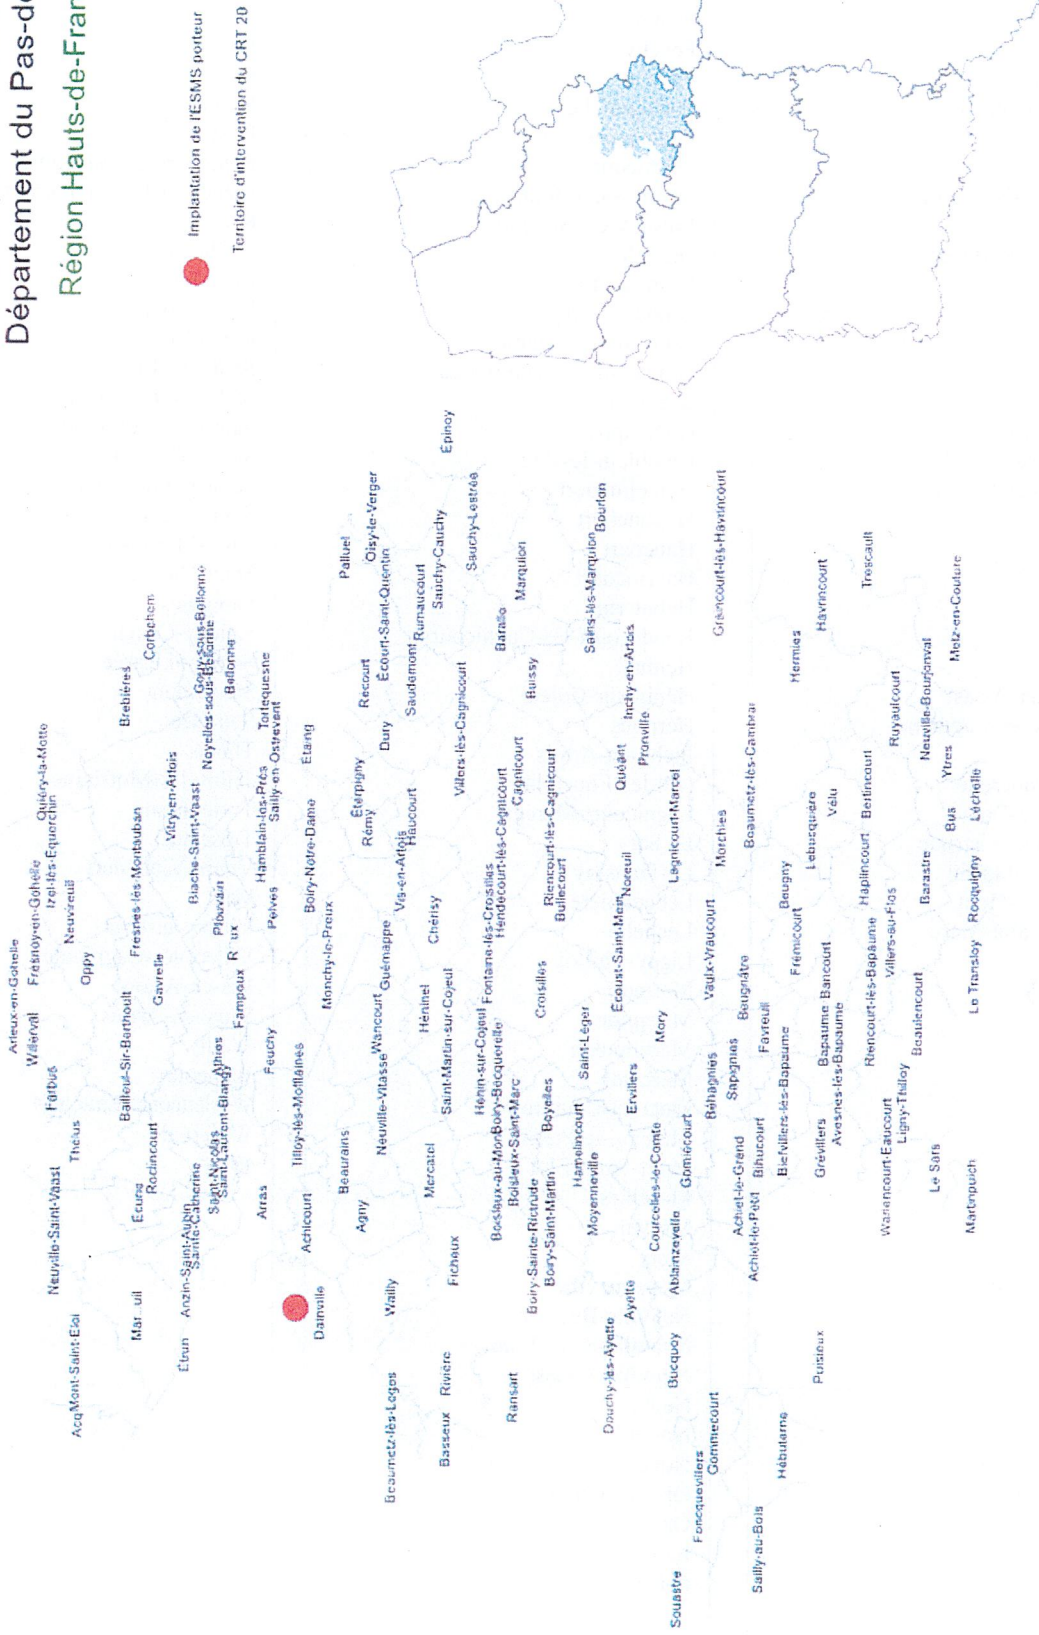 Département du Pas-de
Région Hauts-de-Fran
Implantation de l'ESMS porteur
Territoire d'intervention du CRT 20
Arleux-en-Gohelle
Willerval
Fresnoy-en-Gohelle
Izel-lès-Equerchin
Quiéry-la-Motte
Neuville-Saint-Vaast
Farbus
Acq
Mont-Saint-Eloi
Thélus
Neuvireuil
Oppy
Bailleul-Sir-Berthoult
Fresnes-lès-Montauban
Brebières
Mar uil
Écurie
Roclincourt
Gavrelle
Corbehem
Vitry-en-Artois
Étrun
Anzin-Saint-Aubin
Sainte-Catherine
Biache-Saint-Vaast
Noyelles-sous-Bellonne
Gouy-sous-Bellonne
Saint-Nicolas
Saint-Laurent-Blangy
Athies
Plouvain
Bellonne
Fampoux
R ux
Arras
Feuchy
Pelves
Hamblain-les-Prés
Sailly-en-Ostrevent
Tortequesne
Dainville
Achicourt
Tilloy-lès-Mofflaines
Boiry-Notre-Dame
Étaing
Monchy-le-Preux
Beaurains
Palluel
Agny
Éterpigny
Rémy
Récourt
Oisy-le-Verger
Beaumetz-lès-Loges
Wailly
Neuville-Vitasse
Wancourt
Guémappe
Vis-en-Artois
Haucourt
Dury
Écourt-Saint-Quentin
Saudemont
Rumaucourt
Chérisy
Héninel
Mercatel
Basseux
Rivière
Ficheux
Saint-Martin-sur-Cojeul
Villers-lès-Cagnicourt
Sauchy-Cauchy
Épinoy
Sauchy-Lestrée
Hénin-sur-Cojeul
Fontaine-lès-Croisilles
Boisleux-au-Mon
Boiry-Becquerelle
Hendecourt-lès-Cagnicourt
Cagnicourt
Baralle
Marquion
Ransart
Boisleux-Saint-Marc
Boiry-Sainte-Rictrude
Boiry-Saint-Martin
Boyelles
Croisilles
Riencourt-lès-Cagnicourt
Bullecourt
Buissy
Hamelincourt
Saint-Léger
Moyenneville
Sains-lès-Marquion
Bourlon
Douchy-lès-Ayette
Ayette
Ervillers
Écoust-Saint-Mein
Noreuil
Quéant
Inchy-en-Artois
Pronville
Courcelles-le-Comte
Mory
Souastre
Bucquoy
Ablainzevelle
Gomiécourt
Lagnicourt-Marcel
Foncquevillers
Gommecourt
Béhagnies
Vaulx-Vraucourt
Morchies
Graincourt-lès-Havrincourt
Sapignies
Beugnâtre
Achiet-le-Grand
Achiet-le-Petit
Bihucourt
Favreuil
Beaumetz-lès-Cambrai
Sailly-au-Bois
Hébuterne
Biefvillers-lès-Bapaume
Frémicourt
Beugny
Hermies
Puisieux
Grévillers
Avesnes-lès-Bapaume
Bapaume
Bancourt
Lebucquière
Vélu
Havrincourt
Riencourt-lès-Bapaume
Haplincourt
Bertincourt
Trescault
Warlencourt-Eaucourt
Ligny-Thilloy
Villers-au-Flos
Ruyaulcourt
Beaulencourt
Barastre
Neuville-Bourjonval
Le Sars
Bus
Ytres
Metz-en-Couture
Martinpuich
Le Transloy
Rocquigny
Léchelle